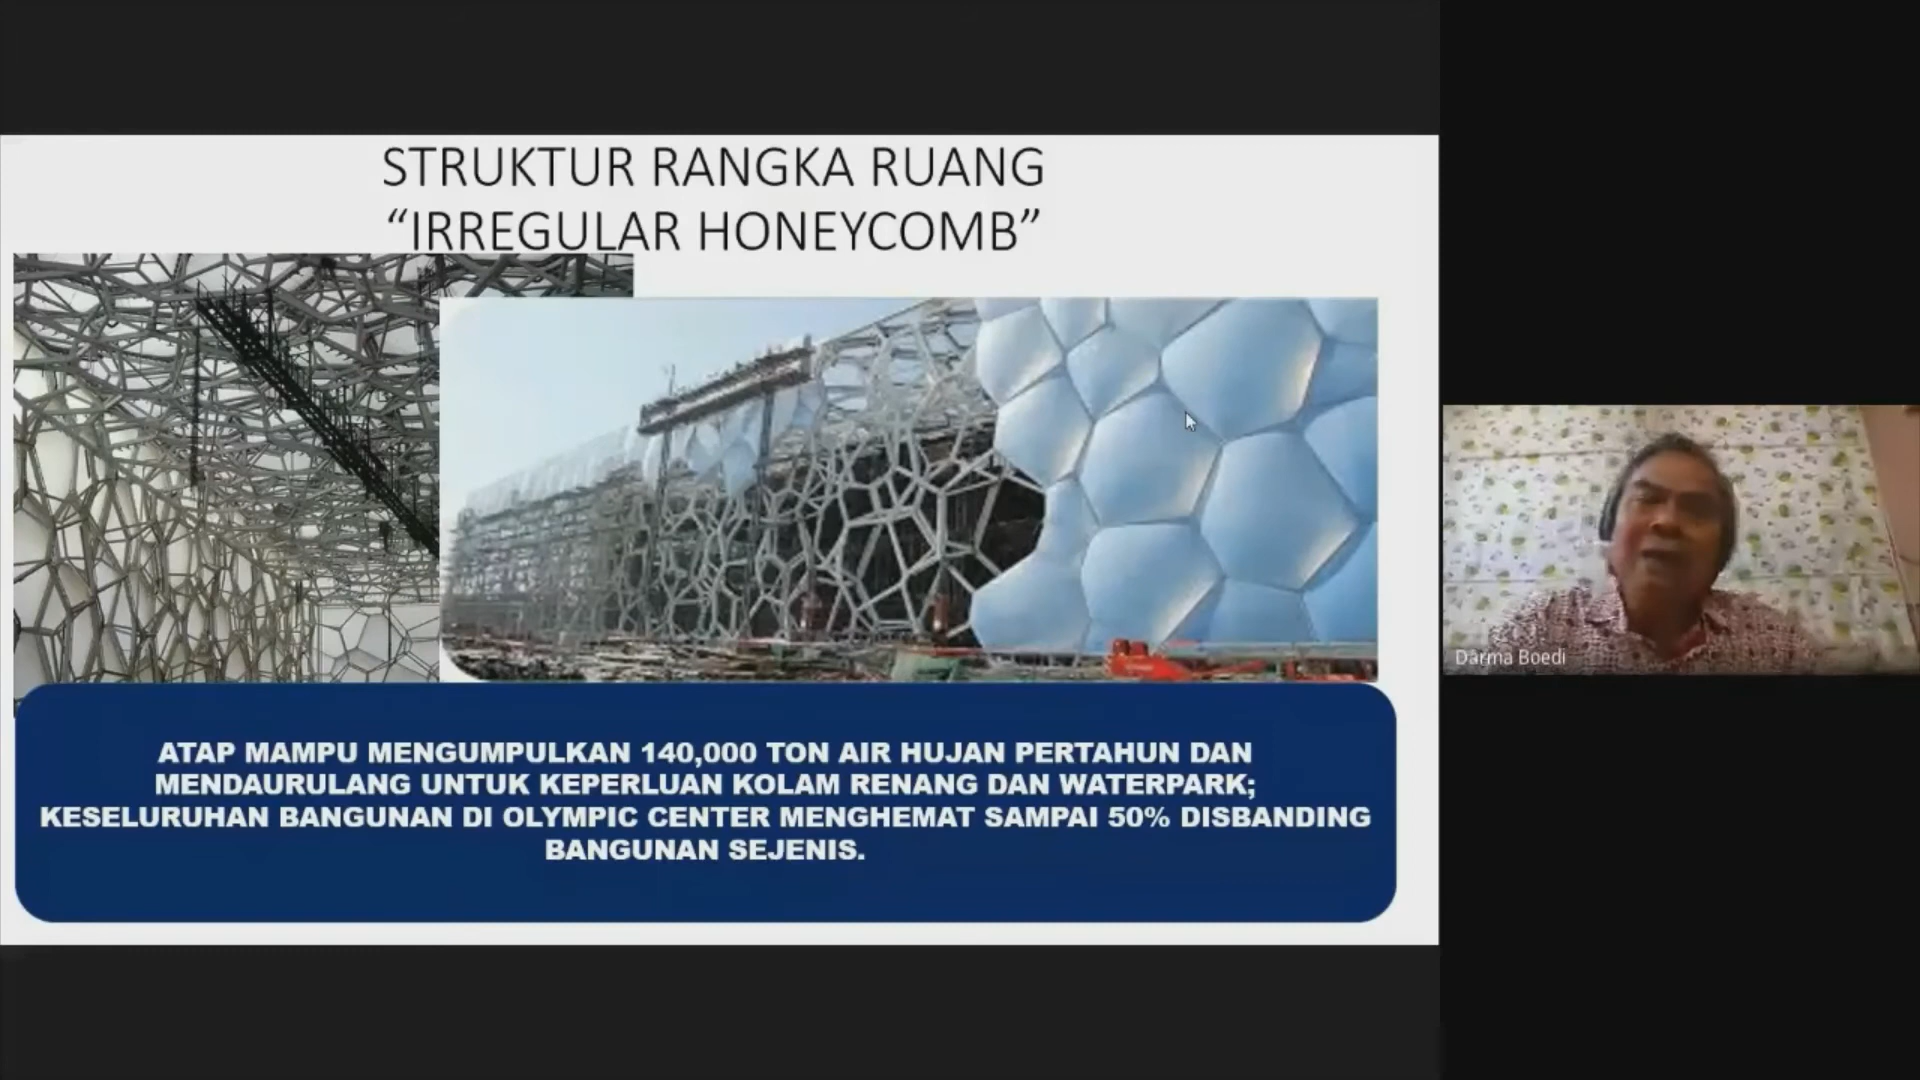 STRUKTUR RANGKA RUANG
“IRREGULAR HONEYCOMB”
ATAP MAMPU MENGUMPULKAN 140,000 TON AIR HUJAN PERTAHUN DAN
MENDAURULANG UNTUK KEPERLUAN KOLAM RENANG DAN WATERPARK;
KESELURUHAN BANGUNAN DI OLYMPIC CENTER MENGHEMAT SAMPAI 50% DISBANDING
BANGUNAN SEJENIS.
Darma Boedi